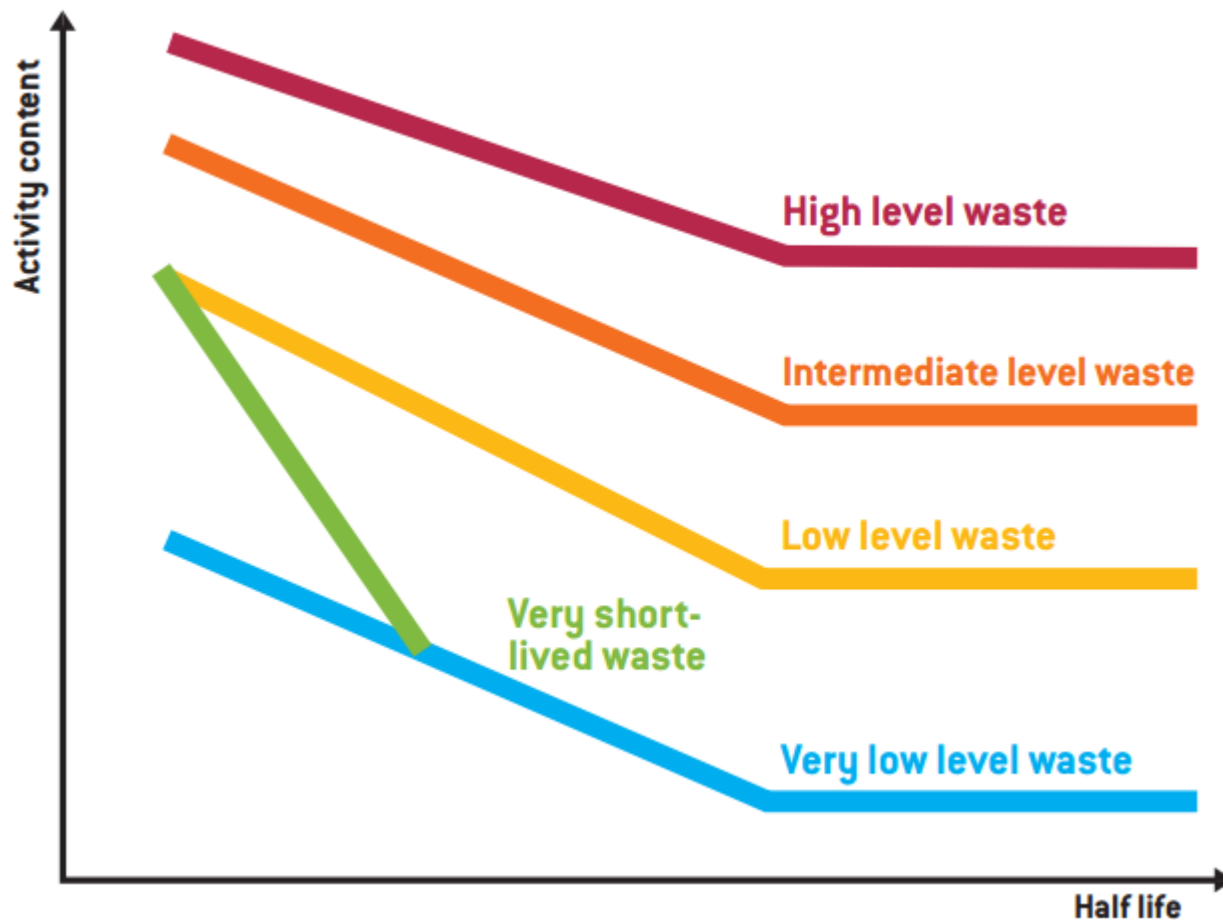 Activity content
High level waste
Intermediate level waste
Low level waste
Very short-
lived waste
Very low level waste
Half life